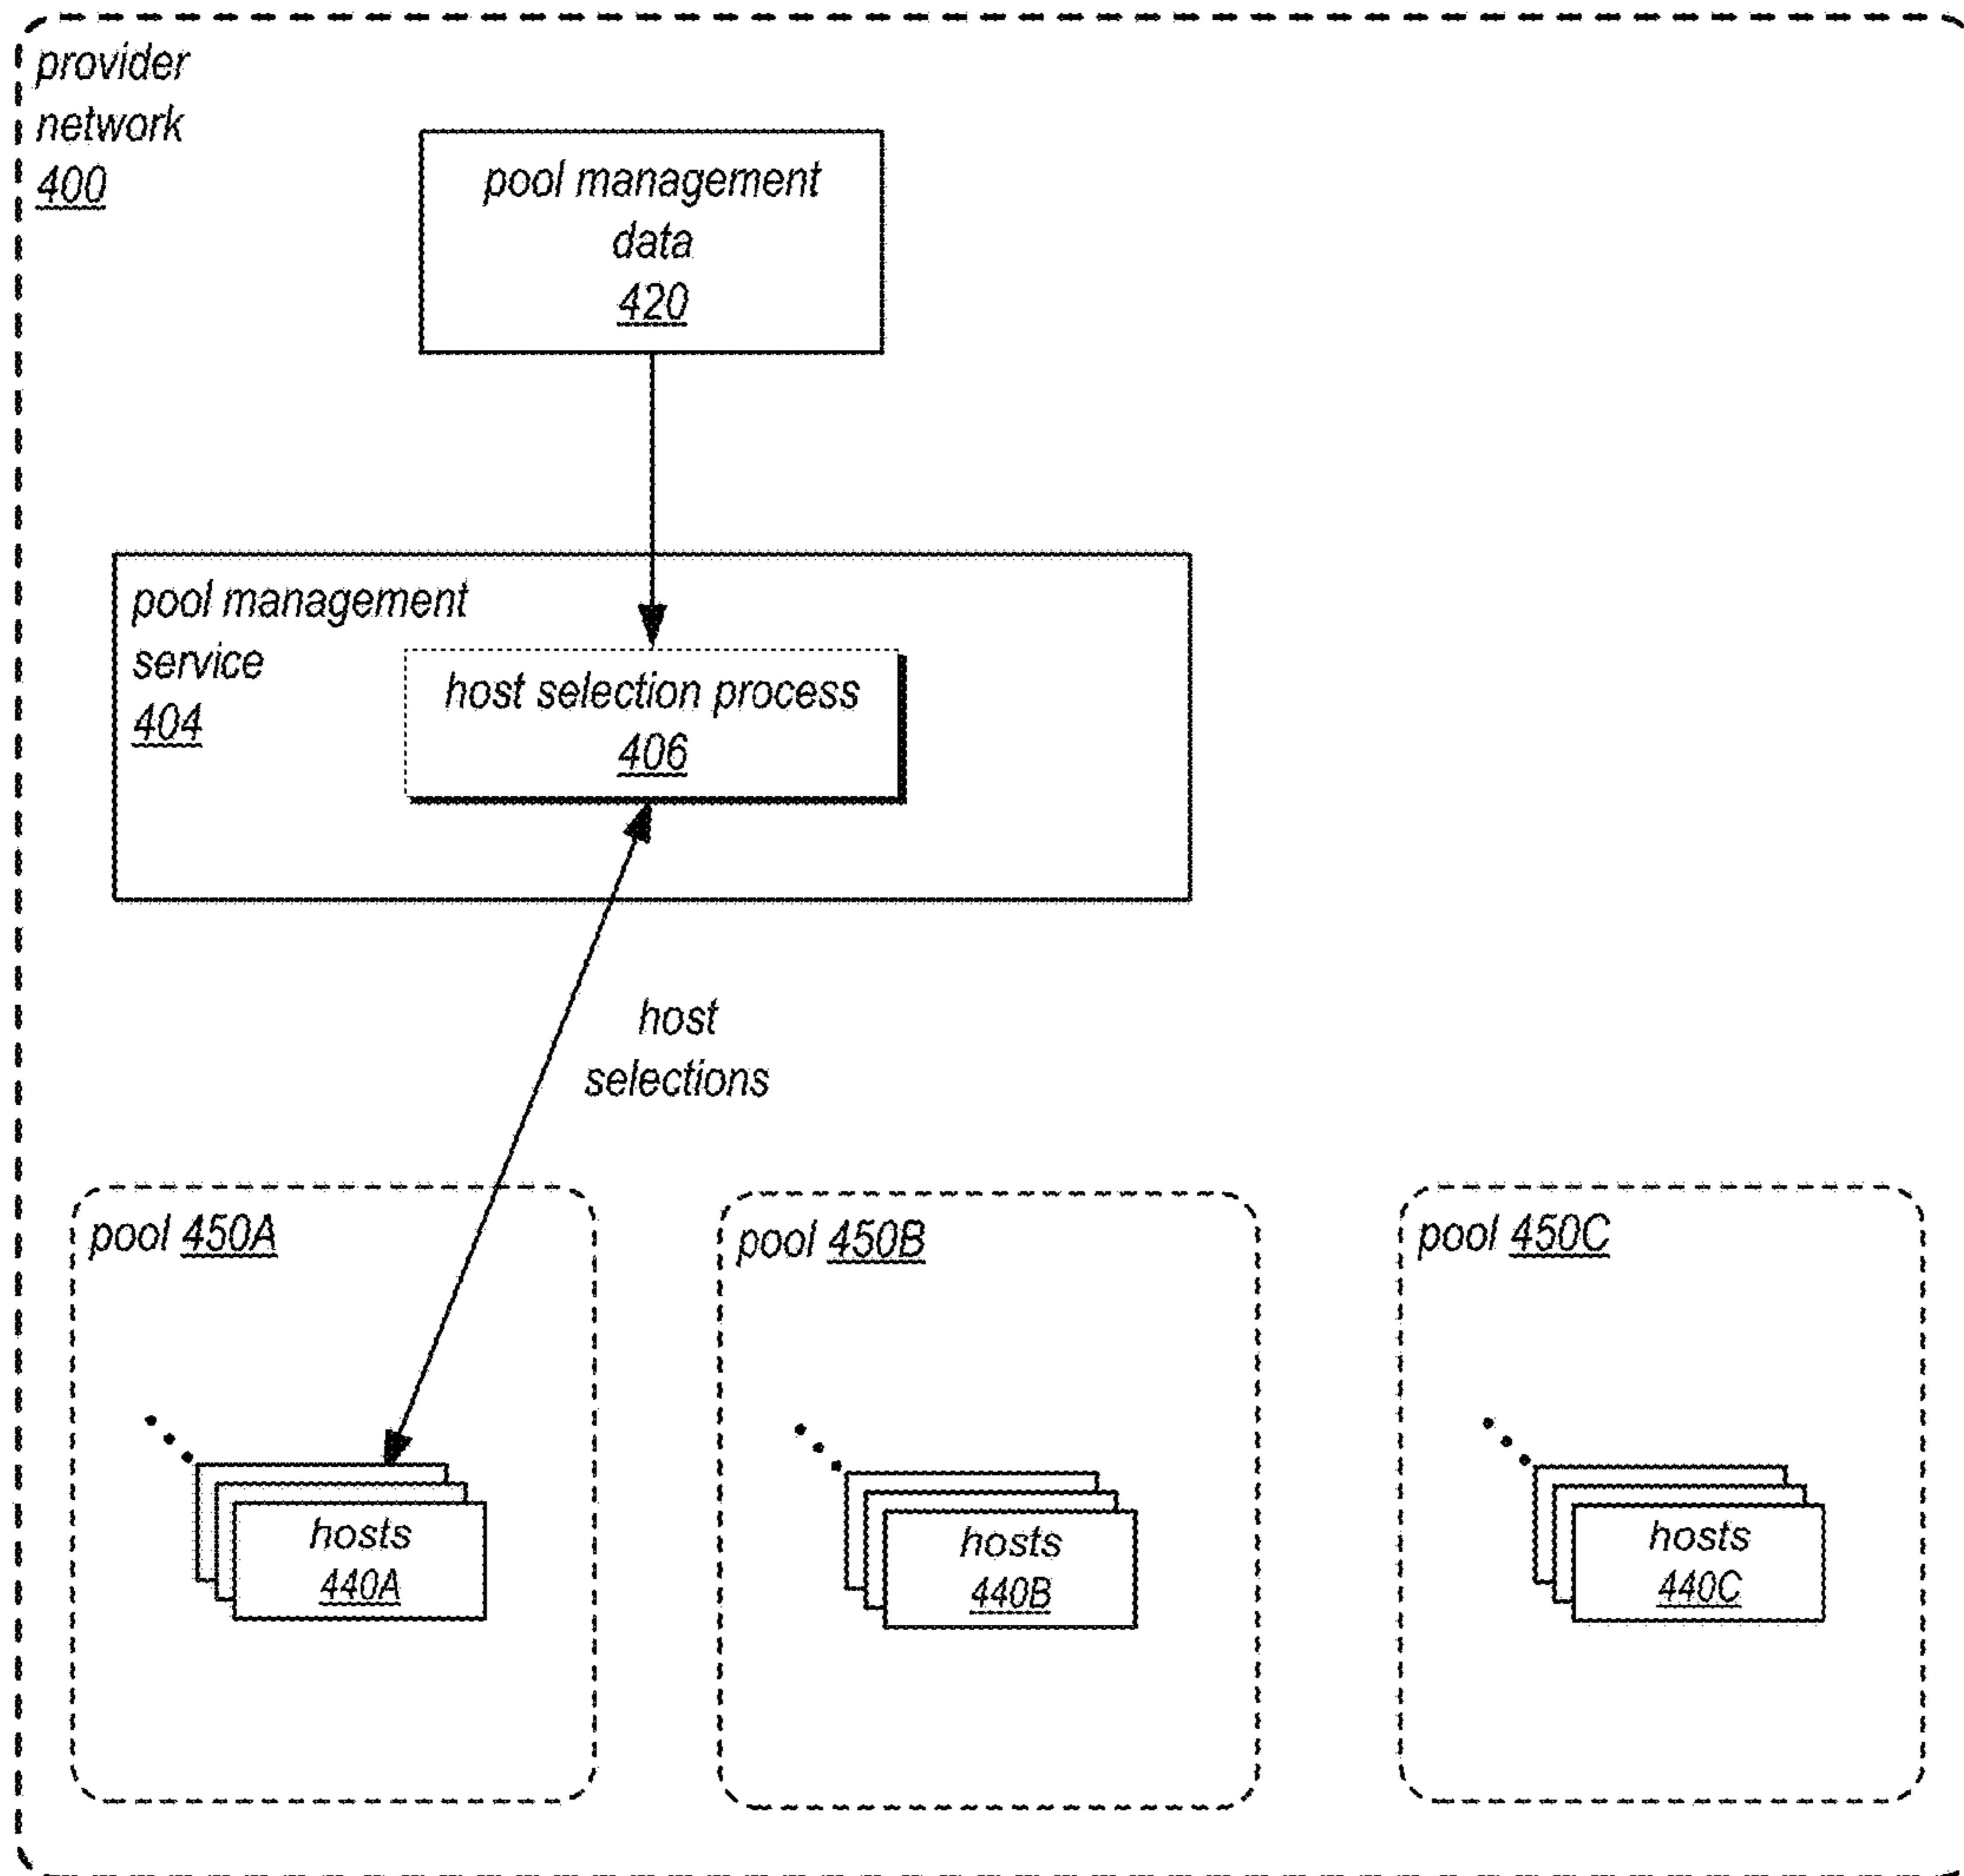 provider
network
400
pool management
data
420
pool management
service
404
host selection process
406
host
selections
pool 450A
pool 450B
pool 450C
hosts
440A
hosts
440B
hosts
440C